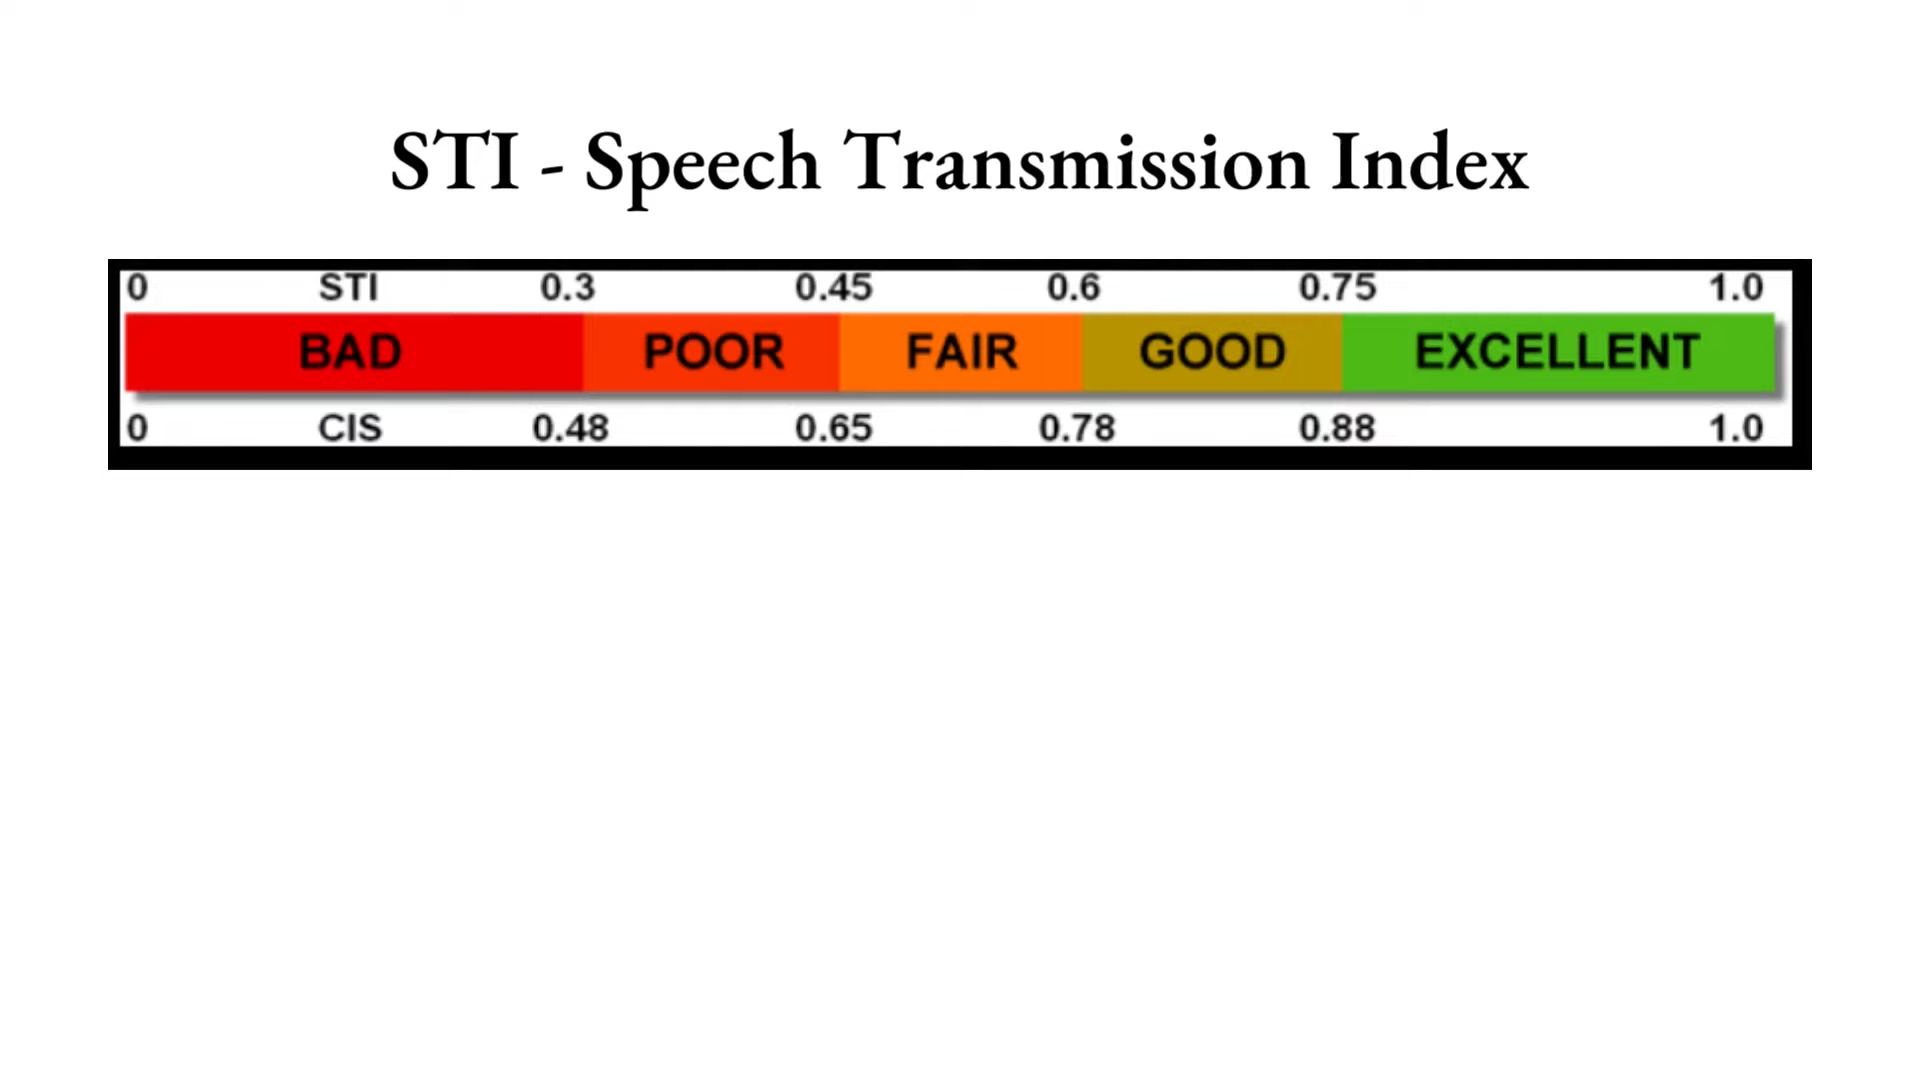 STI - Speech Transmission Index
0 STI 0.3 0.45 0.6 0.75 1.0
BAD POOR FAIR GOOD EXCELLENT
0 CIS 0.48 0.65 0.78 0.88 1.0